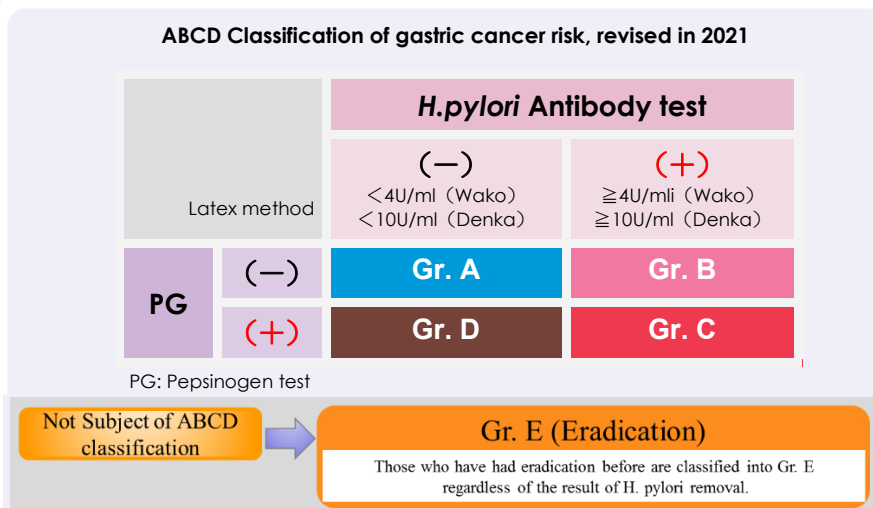 ABCD Classification of gastric cancer risk, revised in 2021
H.pylori Antibody test
Latex method
(−)
<4U/ml（Wako）
<10U/ml（Denka）
(+)
≧4U/mli（Wako）
≧10U/ml（Denka）
PG
(−)
Gr. A
Gr. B
(+)
Gr. D
Gr. C
PG: Pepsinogen test
Not Subject of ABCD
classification
Gr. E (Eradication)
Those who have had eradication before are classified into Gr. E
regardless of the result of H. pylori removal.